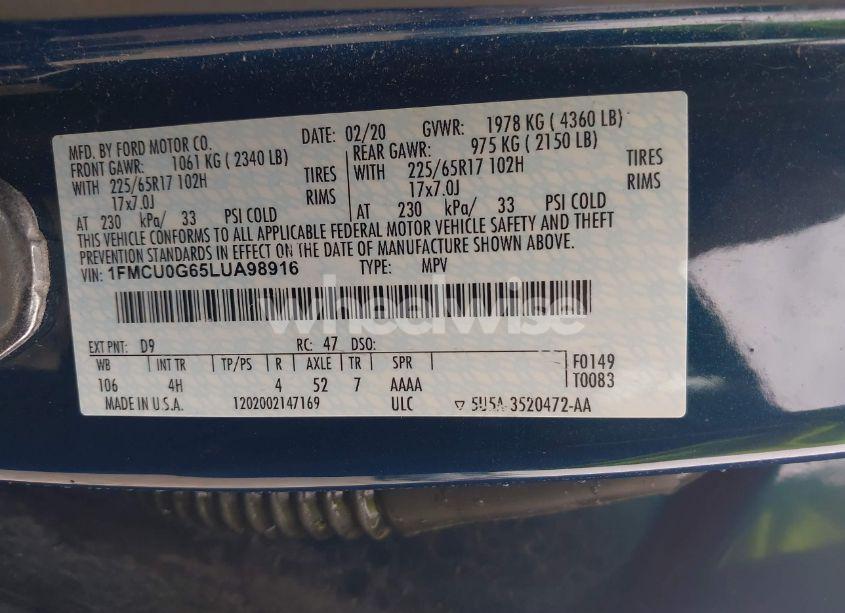 MFD. BY FORD MOTOR CO. DATE: 02/20 GVWR: 1978 KG ( 4360 LB)
FRONT GAWR: 1061 KG ( 2340 LB) REAR GAWR: 975 KG ( 2150 LB)
WITH 225/65R17 102H TIRES WITH 225/65R17 102H TIRES
17x7.0J RIMS 17x7.0J RIMS
AT 230 kPa/ 33 PSI COLD AT 230 kPa/ 33 PSI COLD
THIS VEHICLE CONFORMS TO ALL APPLICABLE FEDERAL MOTOR VEHICLE SAFETY AND THEFT
PREVENTION STANDARDS IN EFFECT ON THE DATE OF MANUFACTURE SHOWN ABOVE.
VIN: 1FMCU0G65LUA98916 TYPE: MPV
wheelwise
EXT PNT: D9 RC: 47 DSO:
WB INT TR TP/PS R AXLE TR SPR F0149
106 4H 4 52 7 AAAA T0083
MADE IN U.S.A. 1202002147169 ULC 5U5A-3520472-AA